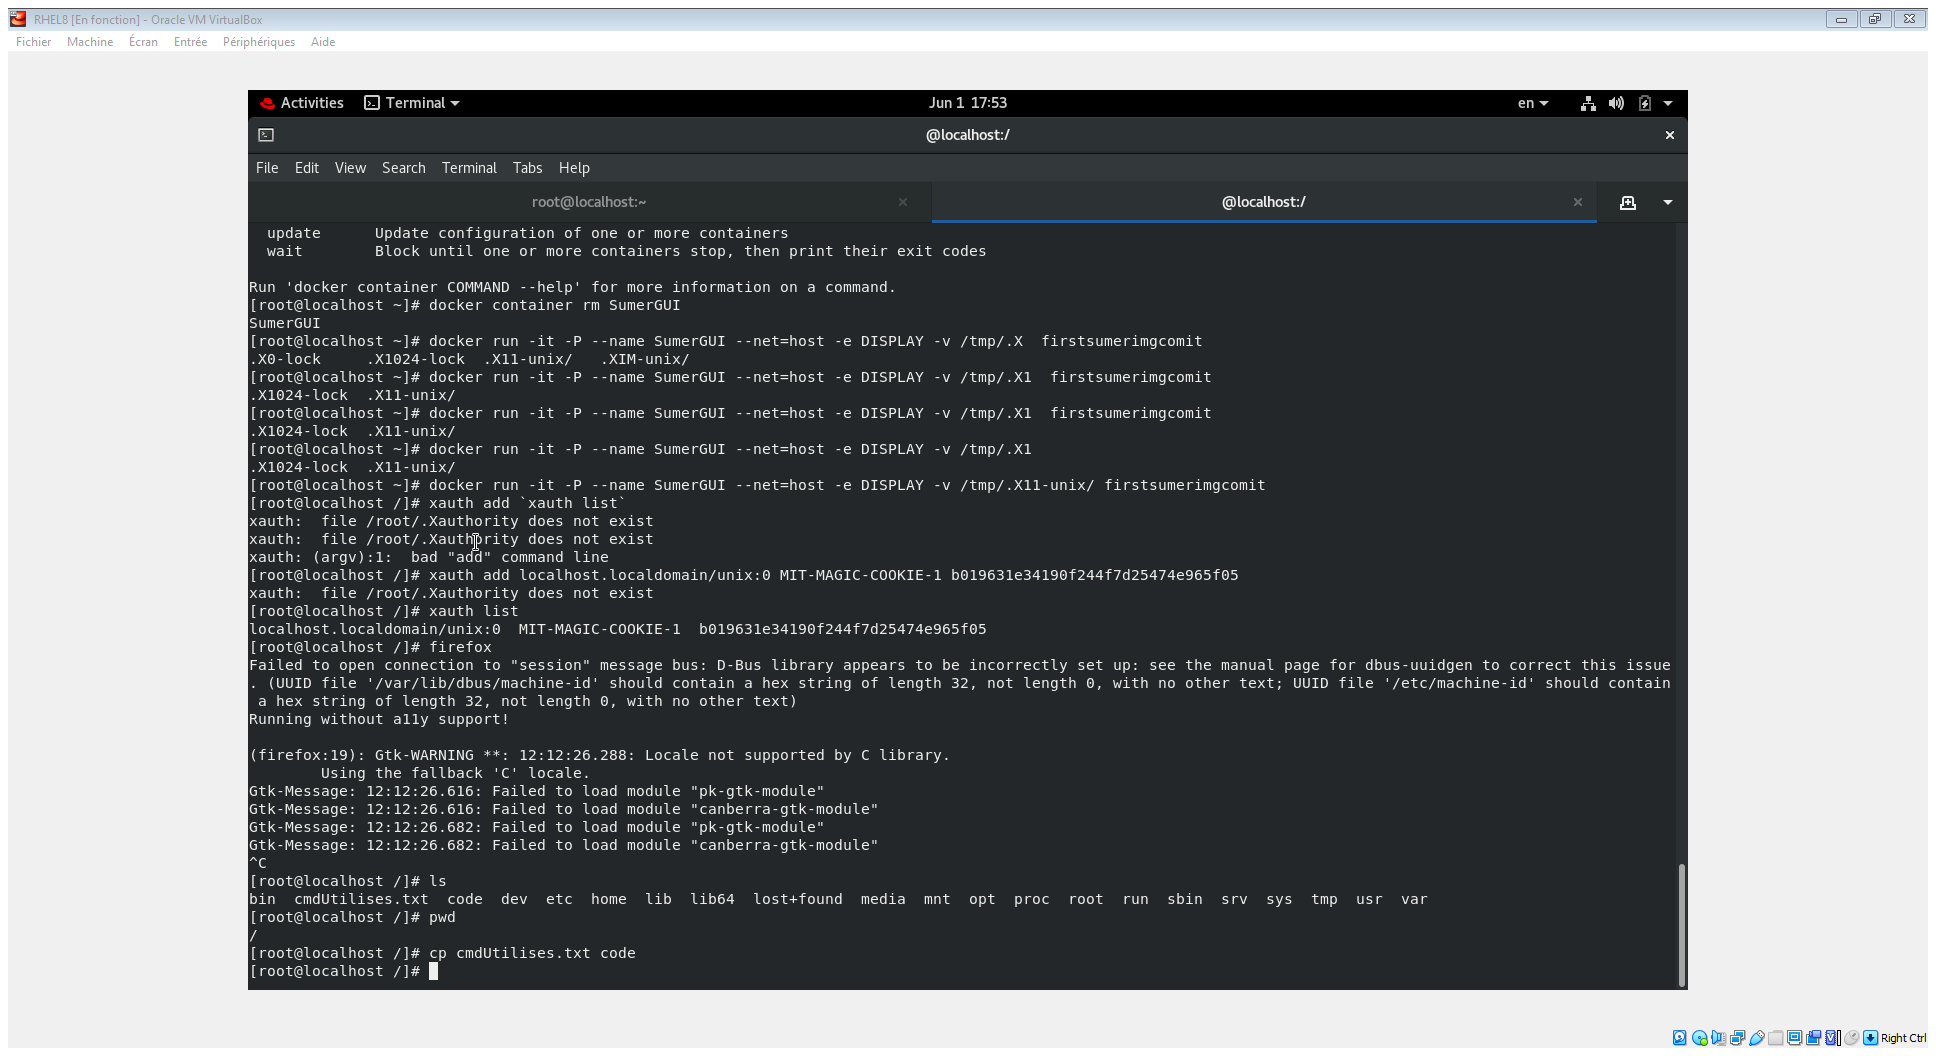 RHEL8 [En fonction] - Oracle VM VirtualBox
Fichier Machine Écran Entrée Périphériques Aide
Activities Terminal Jun 1 17:53 en
@localhost:/
File Edit View Search Terminal Tabs Help
root@localhost:~ @localhost:/
update Update configuration of one or more containers
wait Block until one or more containers stop, then print their exit codes
Run 'docker container COMMAND --help' for more information on a command.
[root@localhost ~]# docker container rm SumerGUI
SumerGUI
[root@localhost ~]# docker run -it -P --name SumerGUI --net=host -e DISPLAY -v /tmp/.X  firstsumerimgcomit
.X0-lock .X1024-lock .X11-unix/ .XIM-unix/
[root@localhost ~]# docker run -it -P --name SumerGUI --net=host -e DISPLAY -v /tmp/.X1  firstsumerimgcomit
.X1024-lock .X11-unix/
[root@localhost ~]# docker run -it -P --name SumerGUI --net=host -e DISPLAY -v /tmp/.X1  firstsumerimgcomit
.X1024-lock .X11-unix/
[root@localhost ~]# docker run -it -P --name SumerGUI --net=host -e DISPLAY -v /tmp/.X1
.X1024-lock .X11-unix/
[root@localhost ~]# docker run -it -P --name SumerGUI --net=host -e DISPLAY -v /tmp/.X11-unix/ firstsumerimgcomit
[root@localhost /]# xauth add `xauth list`
xauth:  file /root/.Xauthority does not exist
xauth:  file /root/.Xauthority does not exist
xauth: (argv):1:  bad "add" command line
[root@localhost /]# xauth add localhost.localdomain/unix:0 MIT-MAGIC-COOKIE-1 b019631e34190f244f7d25474e965f05
xauth:  file /root/.Xauthority does not exist
[root@localhost /]# xauth list
localhost.localdomain/unix:0  MIT-MAGIC-COOKIE-1  b019631e34190f244f7d25474e965f05
[root@localhost /]# firefox
Failed to open connection to "session" message bus: D-Bus library appears to be incorrectly set up: see the manual page for dbus-uuidgen to correct this issue
. (UUID file '/var/lib/dbus/machine-id' should contain a hex string of length 32, not length 0, with no other text; UUID file '/etc/machine-id' should contain
a hex string of length 32, not length 0, with no other text)
Running without a11y support!
(firefox:19): Gtk-WARNING **: 12:12:26.288: Locale not supported by C library.
Using the fallback 'C' locale.
Gtk-Message: 12:12:26.616: Failed to load module "pk-gtk-module"
Gtk-Message: 12:12:26.616: Failed to load module "canberra-gtk-module"
Gtk-Message: 12:12:26.682: Failed to load module "pk-gtk-module"
Gtk-Message: 12:12:26.682: Failed to load module "canberra-gtk-module"
^C
[root@localhost /]# ls
bin cmdUtilises.txt code dev etc home lib lib64 lost+found media mnt opt proc root run sbin srv sys tmp usr var
[root@localhost /]# pwd
/
[root@localhost /]# cp cmdUtilises.txt code
[root@localhost /]#
Right Ctrl